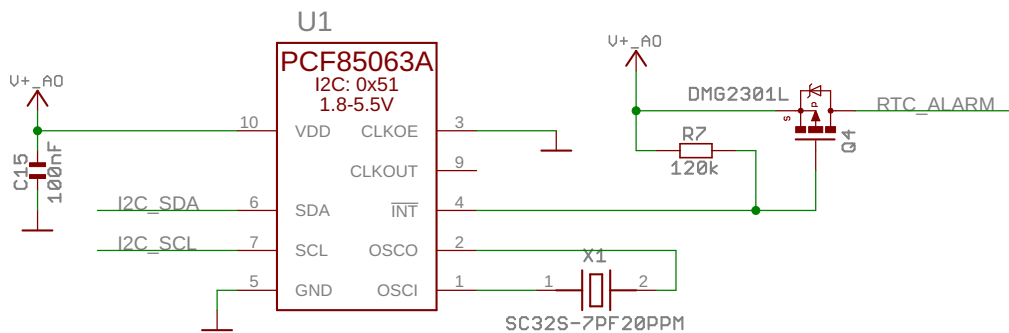 U1
PCF85063A
I2C: 0x51
1.8-5.5V
V+_AO
C15
100nF
10 VDD CLKOE 3
CLKOUT 9
I2C_SDA 6 SDA INT 4
I2C_SCL 7 SCL OSCO 2
5 GND OSCI 1
V+_AO
DMG2301L
S
P
Q4
RTC_ALARM
R7
120k
X1
1 2
SC32S-7PF20PPM